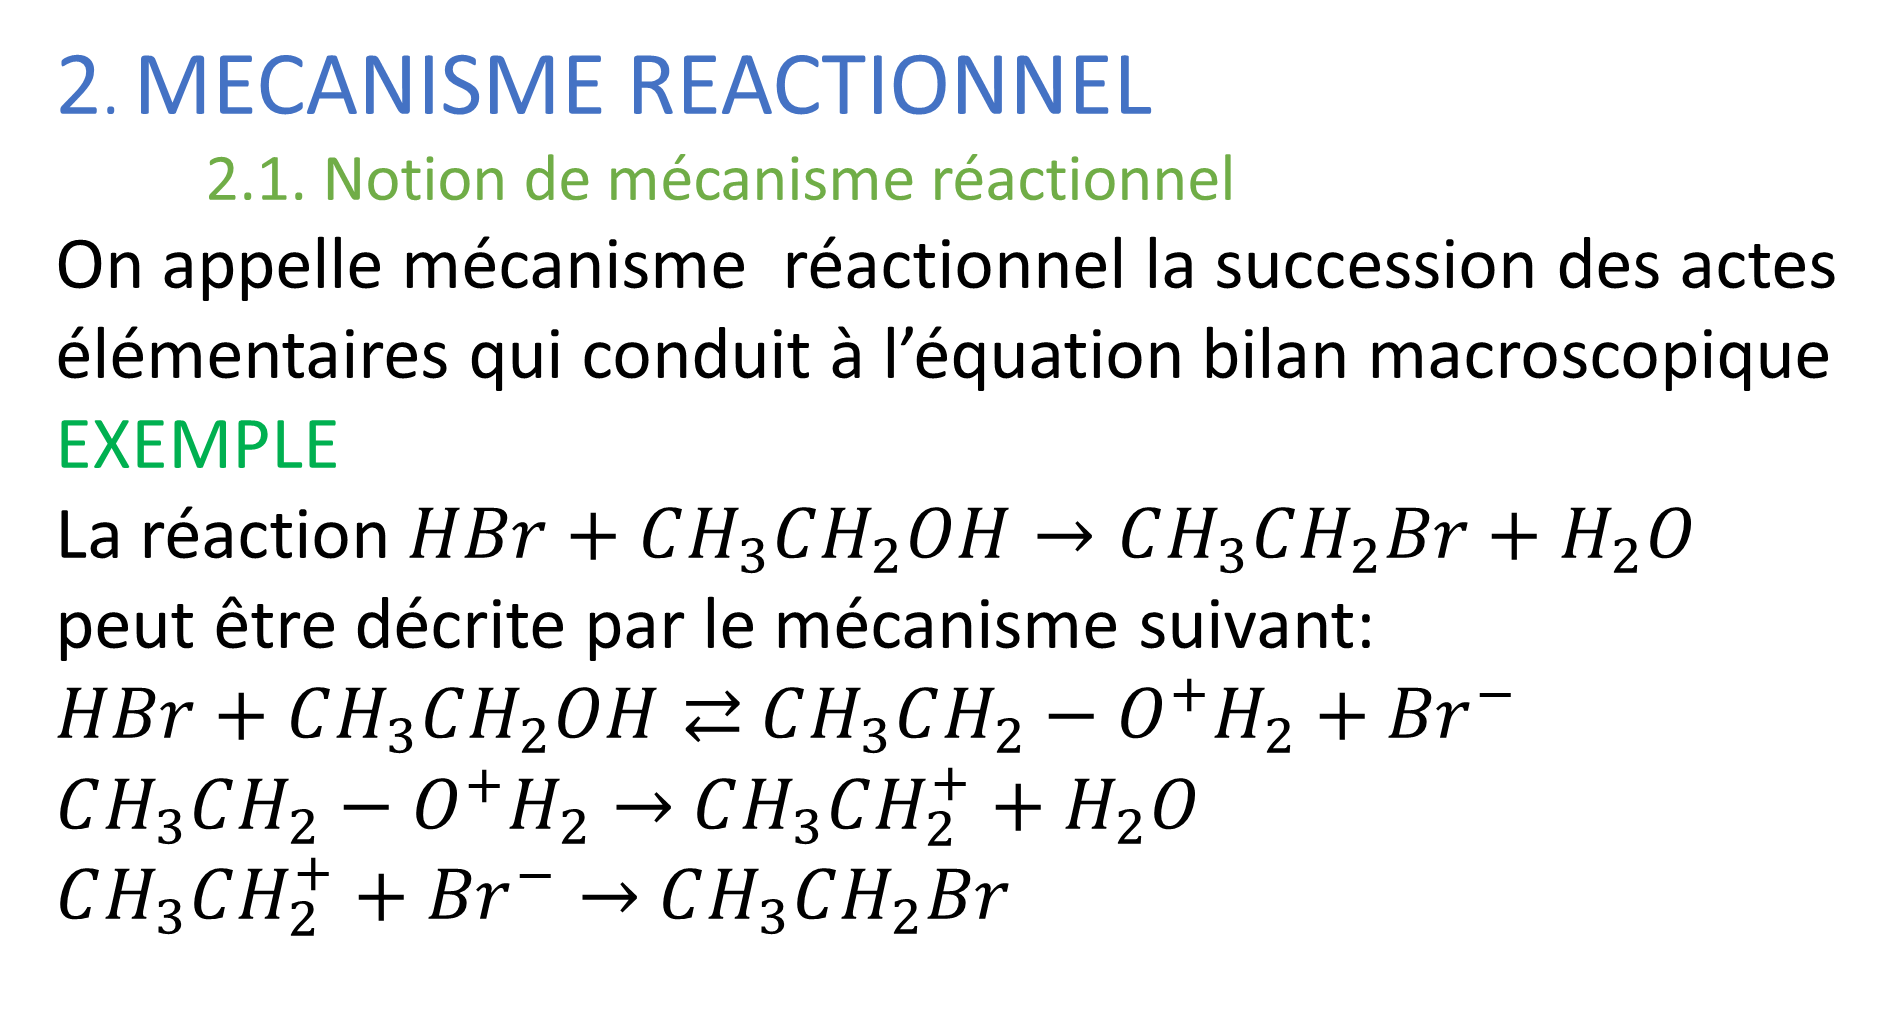 2. MECANISME REACTIONNEL
2.1. Notion de mécanisme réactionnel
On appelle mécanisme  réactionnel la succession des actes
élémentaires qui conduit à l’équation bilan macroscopique
EXEMPLE
La réaction HBr + CH₃CH₂OH → CH₃CH₂Br + H₂O
peut être décrite par le mécanisme suivant:
HBr + CH₃CH₂OH ⇄ CH₃CH₂ − O⁺H₂ + Br⁻
CH₃CH₂ − O⁺H₂ → CH₃CH₂⁺ + H₂O
CH₃CH₂⁺ + Br⁻ → CH₃CH₂Br